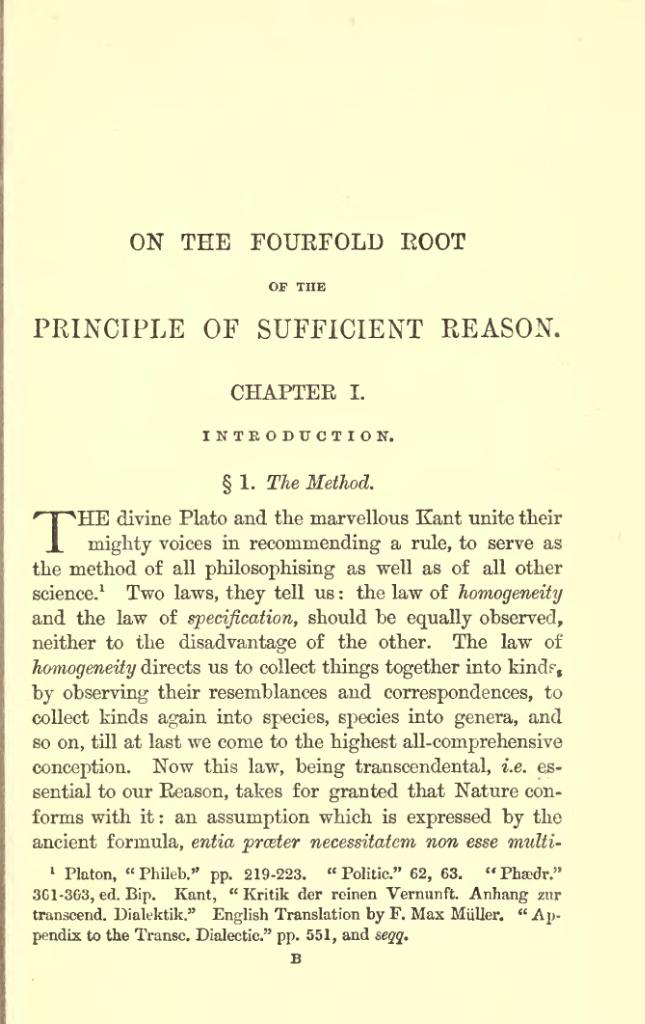 ON THE FOURFOLD ROOT
OF THE
PRINCIPLE OF SUFFICIENT REASON.
CHAPTER I.
INTRODUCTION.
§ 1. The Method.
THE divine Plato and the marvellous Kant unite their
mighty voices in recommending a rule, to serve as
the method of all philosophising as well as of all other
science.¹ Two laws, they tell us: the law of homogeneity
and the law of specification, should be equally observed,
neither to the disadvantage of the other. The law of
homogeneity directs us to collect things together into kinds,
by observing their resemblances and correspondences, to
collect kinds again into species, species into genera, and
so on, till at last we come to the highest all-comprehensive
conception. Now this law, being transcendental, i.e. es-
sential to our Reason, takes for granted that Nature con-
forms with it: an assumption which is expressed by the
ancient formula, entia præter necessitatem non esse multi-
¹ Platon, “Phileb.” pp. 219-223. “Politic.” 62, 63. “Phædr.”
361-363, ed. Bip. Kant, “Kritik der reinen Vernunft. Anhang zur
transcend. Dialektik.” English Translation by F. Max Müller. “Ap-
pendix to the Transc. Dialectic.” pp. 551, and seqq.
B